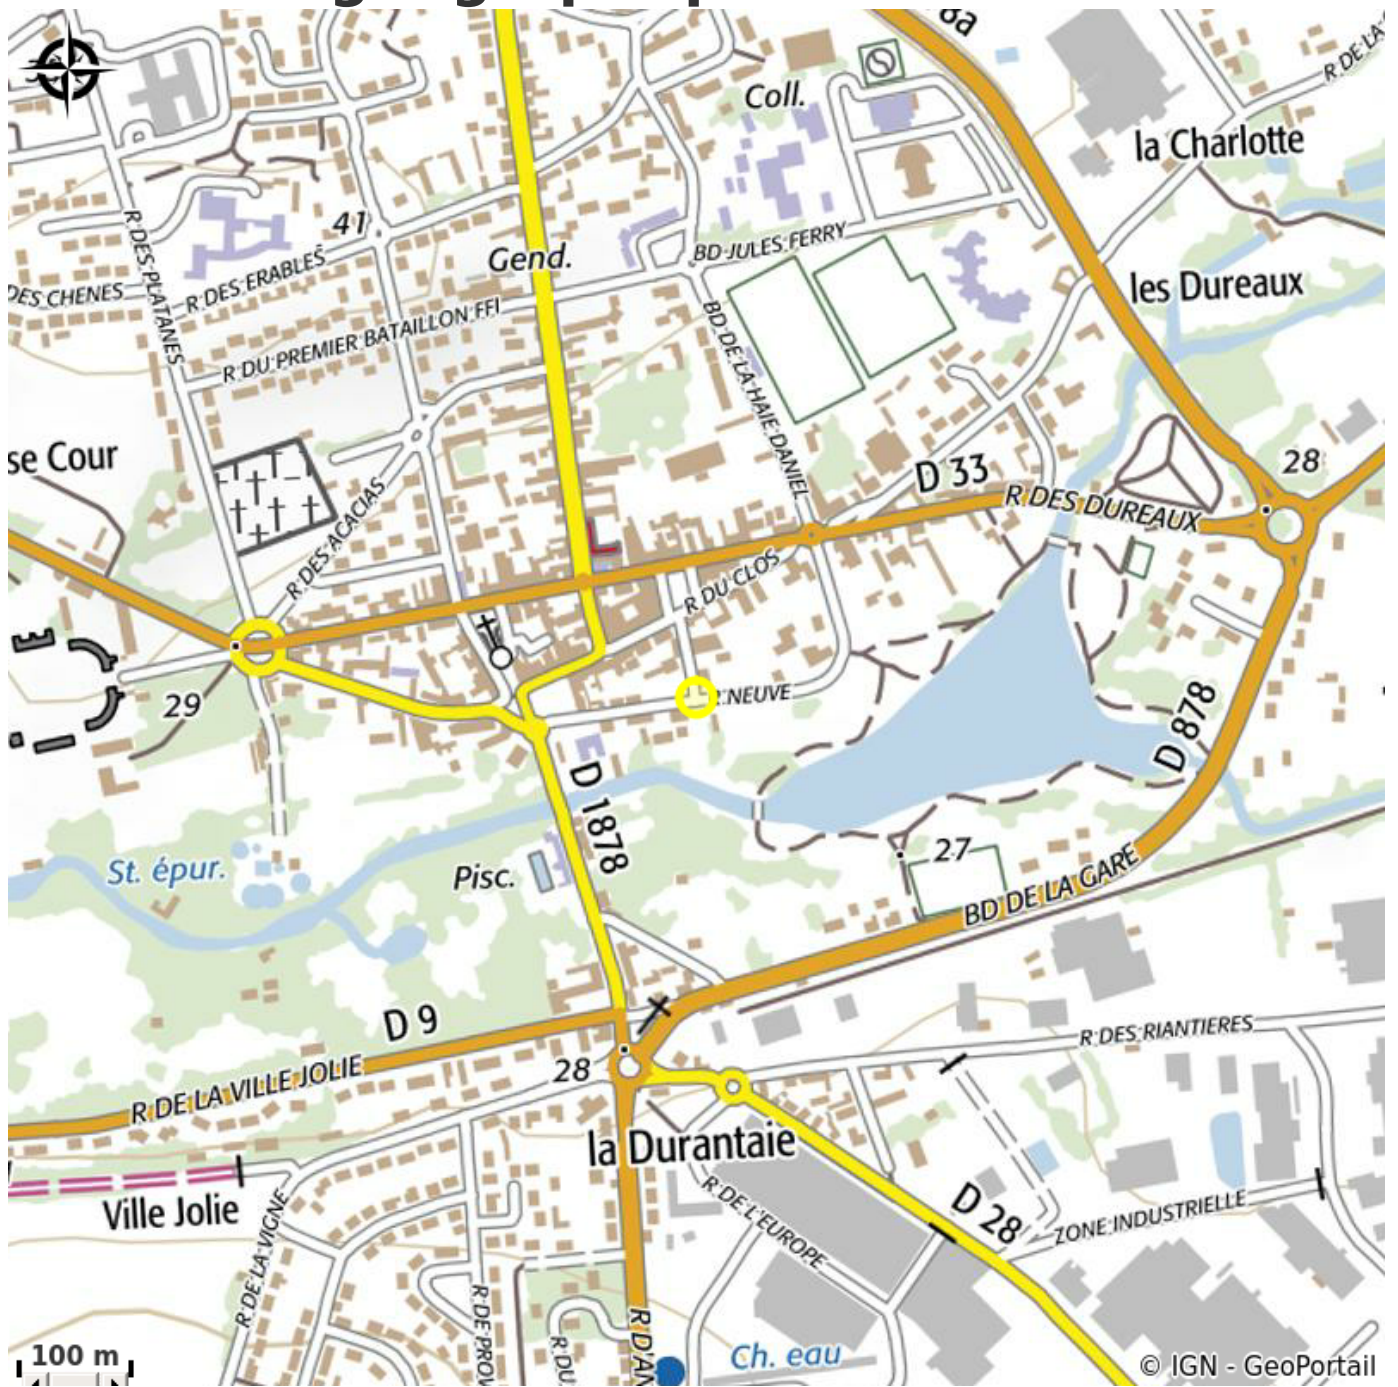 8a
R DE LA
Coll.
la Charlotte
41
R DES PLATANES
Gend.
BD JULES FERRY
R DES ERABLES
DES CHENES
les Dureaux
R DU PREMIER BATAILLON FFI
BD DE LA HAIE DANIEL
se Cour
28
D 33
R DES DUREAUX
R DES ACACIAS
R DU CLOS
29
R NEUVE
D 878
D 1878
27
St. épur.
Pisc.
BD DE LA GARE
D 9
R DES RIANTIERES
28
R DE LA VILLE JOLIE
la Durantaie
Ville Jolie
R DE L'EUROPE
D 28
ZONE INDUSTRIELLE
R DE LA VIGNE
R DE PROV
R DU
R D'AN
Ch. eau
100 m
© IGN - GeoPortail